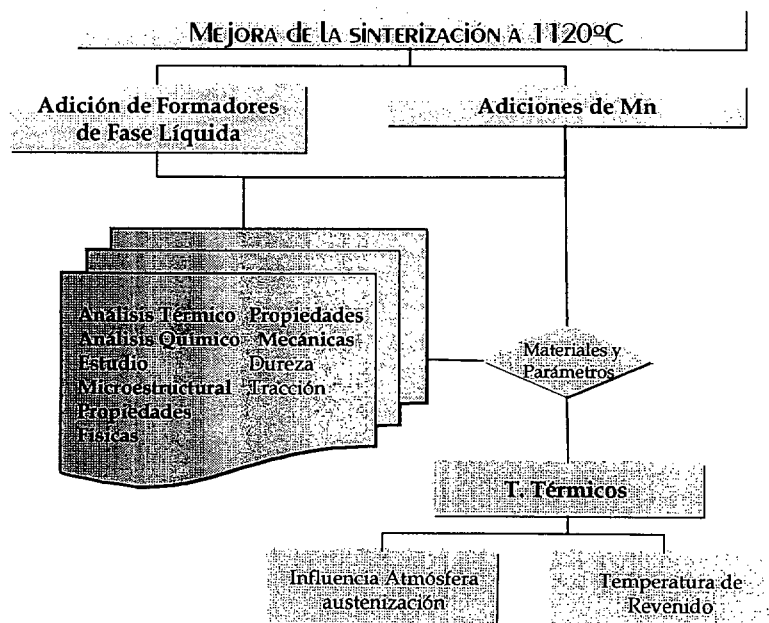 Mejora de la sinterización a 1120ºC
Adición de Formadores
de Fase Líquida
Adiciones de Mn
Análisis Térmico
Análisis Químico
Estudio
Microestructural
Propiedades
Físicas
Propiedades
Mecánicas
Dureza
Tracción
Materiales y
Parámetros
T. Térmicos
Influencia Atmósfera
austenización
Temperatura de
Revenido